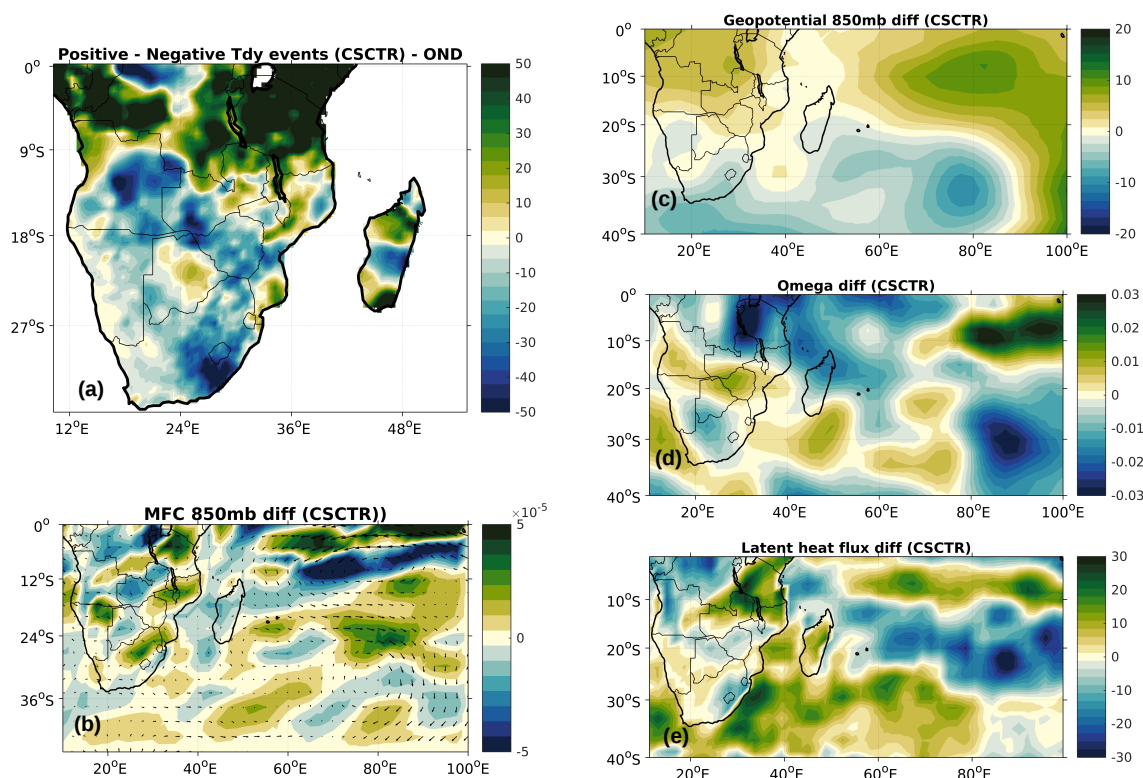 Positive - Negative Tdy events (CSCTR) - OND
0°
9°S
18°S
27°S
12°E
24°E
36°E
48°E
50
40
30
20
10
0
-10
-20
-30
-40
-50
(a)
MFC 850mb diff (CSCTR))
×10⁻⁵
0°
12°S
24°S
36°S
20°E
40°E
60°E
80°E
100°E
5
0
-5
(b)
Geopotential 850mb diff (CSCTR)
0°
10°S
20°S
30°S
40°S
20°E
40°E
60°E
80°E
100°E
20
10
0
-10
-20
(c)
Omega diff (CSCTR)
0°
10°S
20°S
30°S
40°S
20°E
40°E
60°E
80°E
100°E
0.03
0.02
0.01
0
-0.01
-0.02
-0.03
(d)
Latent heat flux diff (CSCTR)
10°S
20°S
30°S
40°S
20°E
40°E
60°E
80°E
100°E
30
20
10
0
-10
-20
-30
(e)